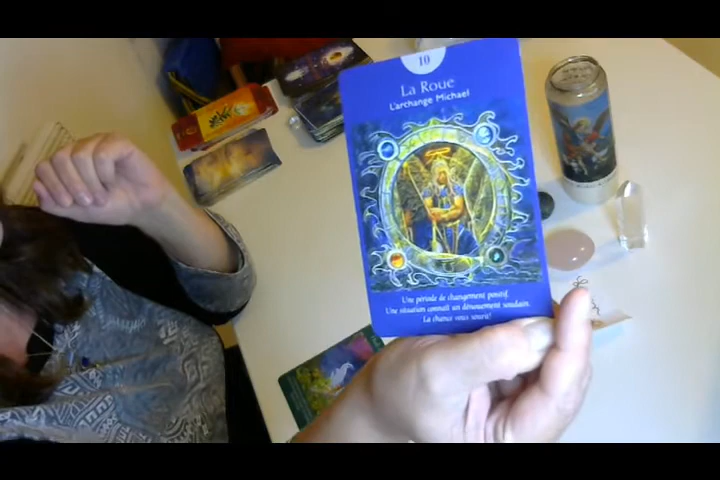 10
La Roue
L'archange Michael
Une période de changement positif.
Une situation connaît un dénouement soudain.
La chance vous sourit!